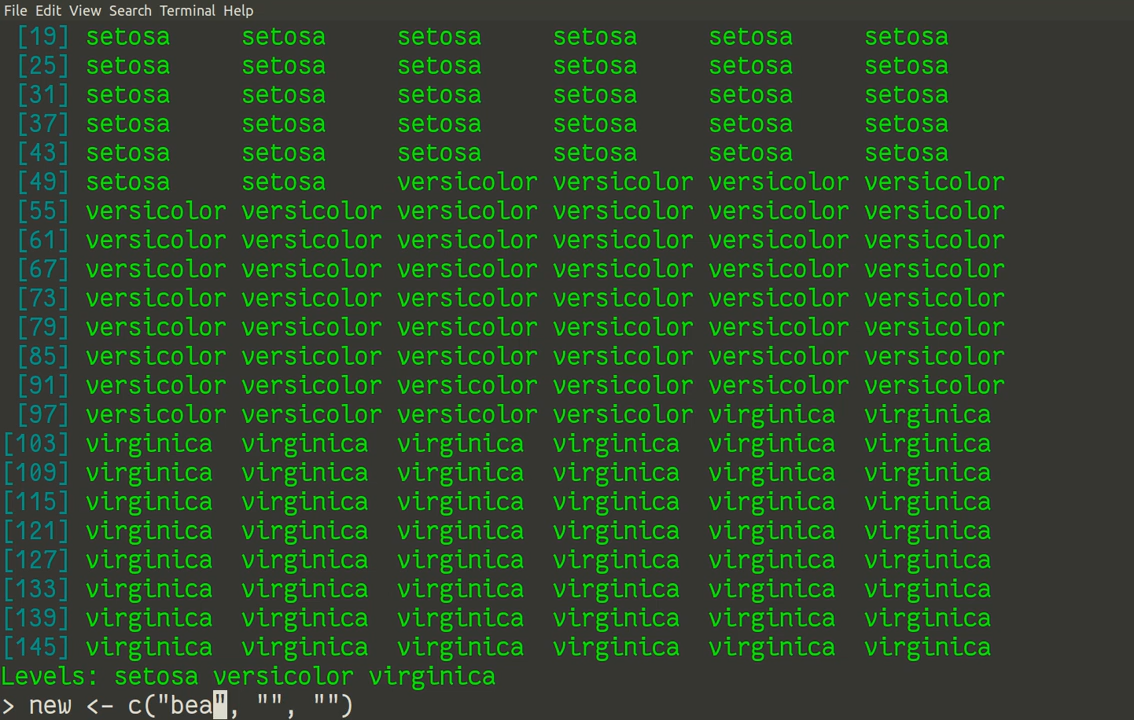 File Edit View Search Terminal Help
[19] setosa setosa setosa setosa setosa setosa
[25] setosa setosa setosa setosa setosa setosa
[31] setosa setosa setosa setosa setosa setosa
[37] setosa setosa setosa setosa setosa setosa
[43] setosa setosa setosa setosa setosa setosa
[49] setosa setosa versicolor versicolor versicolor versicolor
[55] versicolor versicolor versicolor versicolor versicolor versicolor
[61] versicolor versicolor versicolor versicolor versicolor versicolor
[67] versicolor versicolor versicolor versicolor versicolor versicolor
[73] versicolor versicolor versicolor versicolor versicolor versicolor
[79] versicolor versicolor versicolor versicolor versicolor versicolor
[85] versicolor versicolor versicolor versicolor versicolor versicolor
[91] versicolor versicolor versicolor versicolor versicolor versicolor
[97] versicolor versicolor versicolor versicolor virginica virginica
[103] virginica virginica virginica virginica virginica virginica
[109] virginica virginica virginica virginica virginica virginica
[115] virginica virginica virginica virginica virginica virginica
[121] virginica virginica virginica virginica virginica virginica
[127] virginica virginica virginica virginica virginica virginica
[133] virginica virginica virginica virginica virginica virginica
[139] virginica virginica virginica virginica virginica virginica
[145] virginica virginica virginica virginica virginica virginica
Levels: setosa versicolor virginica
> new <- c("bea", "", "")